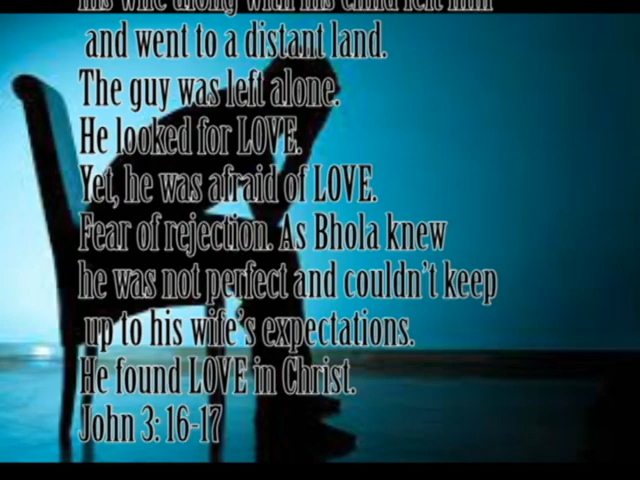 his wife along with his child left him
and went to a distant land.
The guy was left alone.
He looked for LOVE.
Yet, he was afraid of LOVE.
Fear of rejection. As Bhola knew
he was not perfect and couldn't keep
up to his wife's expectations.
He found LOVE in Christ.
John 3: 16-17